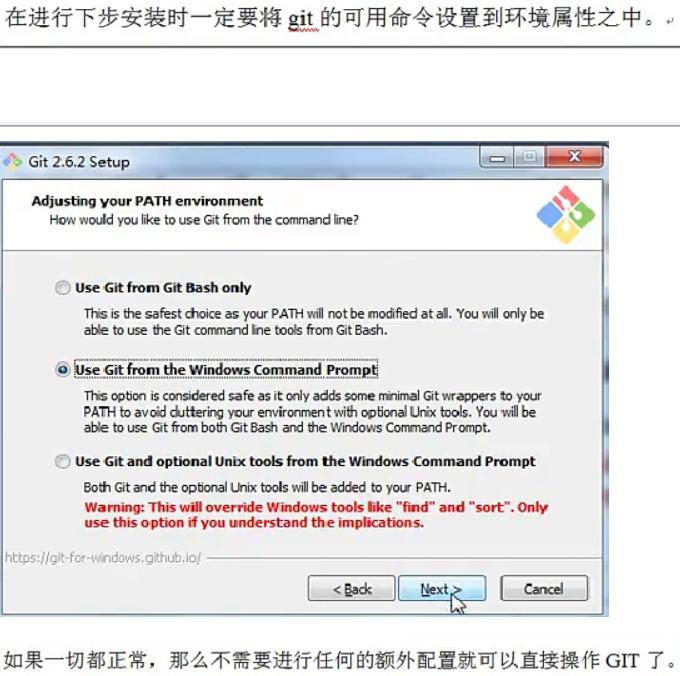 在进行下步安装时一定要将 git 的可用命令设置到环境属性之中。
Git 2.6.2 Setup
Adjusting your PATH environment
How would you like to use Git from the command line?
Use Git from Git Bash only
This is the safest choice as your PATH will not be modified at all. You will only be
able to use the Git command line tools from Git Bash.
Use Git from the Windows Command Prompt
This option is considered safe as it only adds some minimal Git wrappers to your
PATH to avoid cluttering your environment with optional Unix tools. You will be
able to use Git from both Git Bash and the Windows Command Prompt.
Use Git and optional Unix tools from the Windows Command Prompt
Both Git and the optional Unix tools will be added to your PATH.
Warning: This will override Windows tools like "find" and "sort". Only
use this option if you understand the implications.
https://git-for-windows.github.io/
< Back Next > Cancel
如果一切都正常，那么不需要进行任何的额外配置就可以直接操作 GIT 了。